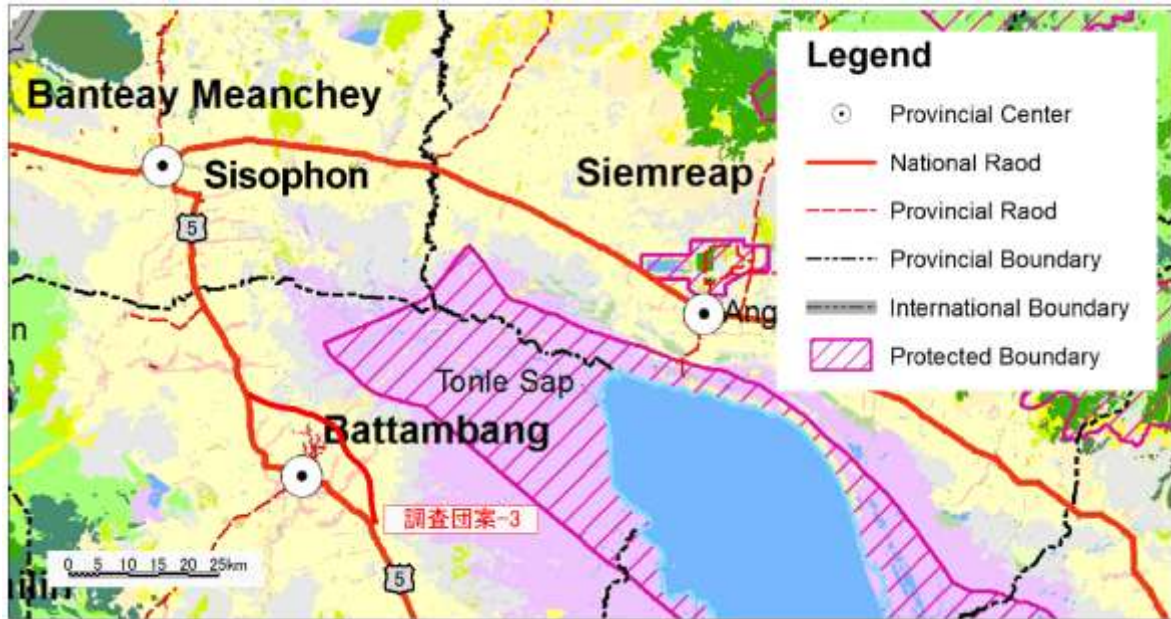 Banteay Meanchey
Sisophon
Siemreap
5
Ang
Tonle Sap
Battambang
調査団案-3
5
0 5 10 15 20 25km
Legend
Provincial Center
National Raod
Provincial Raod
Provincial Boundary
International Boundary
Protected Boundary